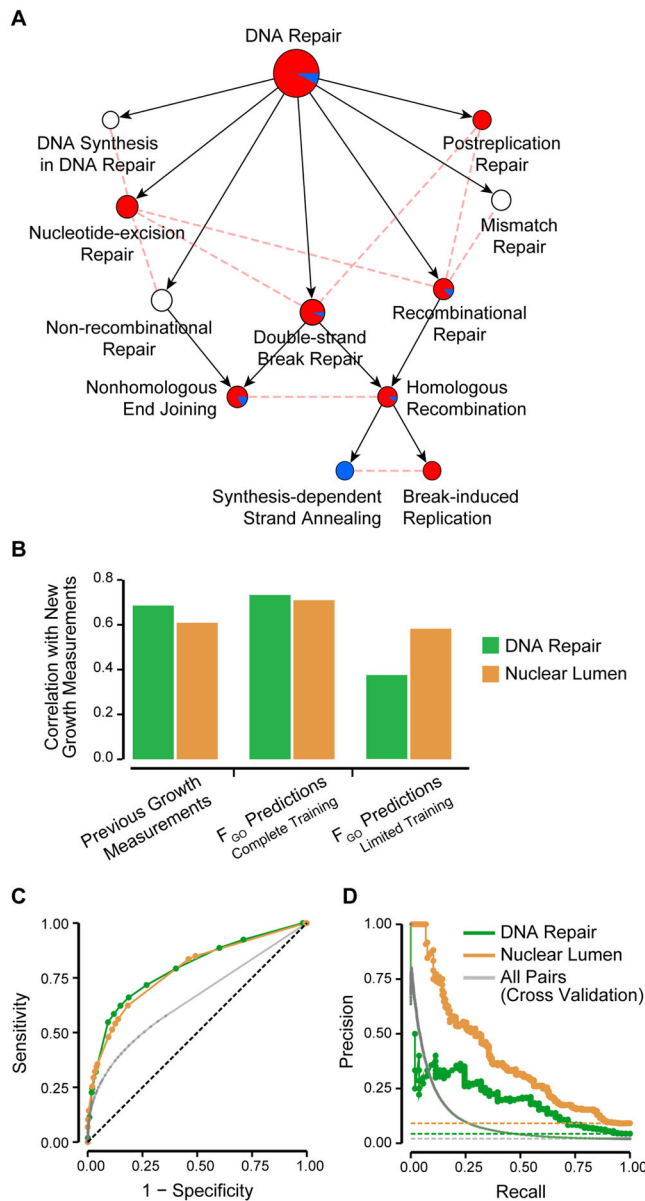 A
DNA Repair
DNA Synthesis
in DNA Repair
Postreplication
Repair
Nucleotide-excision
Repair
Mismatch
Repair
Non-recombinational
Repair
Double-strand
Break Repair
Recombinational
Repair
Nonhomologous
End Joining
Homologous
Recombination
Synthesis-dependent
Strand Annealing
Break-induced
Replication
B
Correlation with New
Growth Measurements
0.8
0.6
0.4
0.2
0.0
DNA Repair
Nuclear Lumen
Previous Growth
Measurements
FGO Predictions
Complete Training
FGO Predictions
Limited Training
C
Sensitivity
1.00
0.75
0.50
0.25
0.00
0.00 0.25 0.50 0.75 1.00
1 − Specificity
D
Precision
1.00
0.75
0.50
0.25
0.00
DNA Repair
Nuclear Lumen
All Pairs
(Cross Validation)
0.00 0.25 0.50 0.75 1.00
Recall